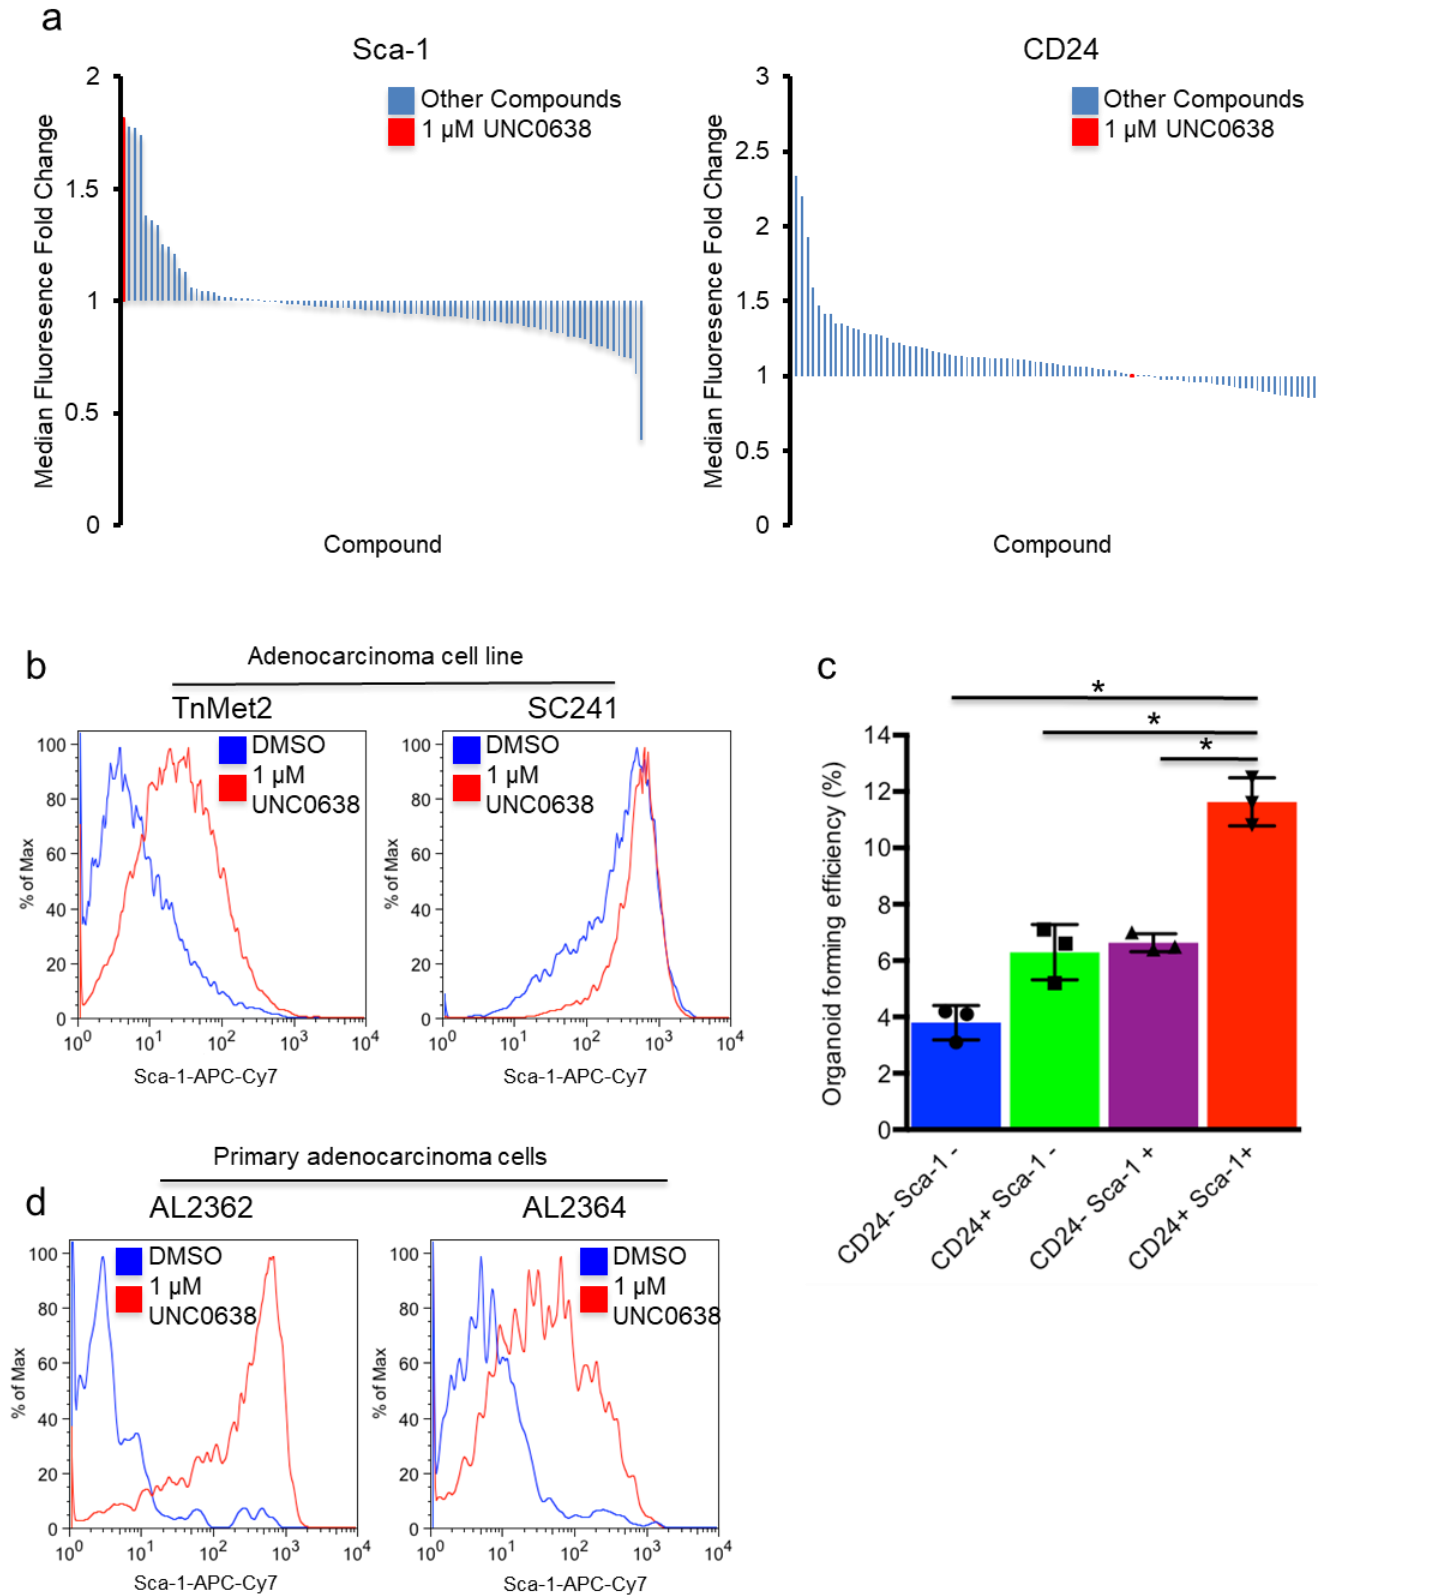 a
Sca-1
CD24
2
1.5
1
0.5
0
Median Fluoresence Fold Change
Other Compounds
1 µM UNC0638
Compound
3
2.5
2
1.5
1
0.5
0
Median Fluoresence Fold Change
Other Compounds
1 µM UNC0638
Compound
b
Adenocarcinoma cell line
TnMet2
SC241
DMSO
1 µM
UNC0638
100
80
60
40
20
0
% of Max
10⁰ 10¹ 10² 10³ 10⁴
Sca-1-APC-Cy7
DMSO
1 µM
UNC0638
100
80
60
40
20
0
% of Max
10⁰ 10¹ 10² 10³ 10⁴
Sca-1-APC-Cy7
c
*
*
*
14
12
10
8
6
4
2
0
Organoid forming efficiency (%)
CD24- Sca-1 -
CD24+ Sca-1 -
CD24- Sca-1 +
CD24+ Sca-1+
Primary adenocarcinoma cells
d
AL2362
AL2364
DMSO
1 µM
UNC0638
100
80
60
40
20
0
% of Max
10⁰ 10¹ 10² 10³ 10⁴
Sca-1-APC-Cy7
DMSO
1 µM
UNC0638
100
80
60
40
20
0
% of Max
10⁰ 10¹ 10² 10³ 10⁴
Sca-1-APC-Cy7